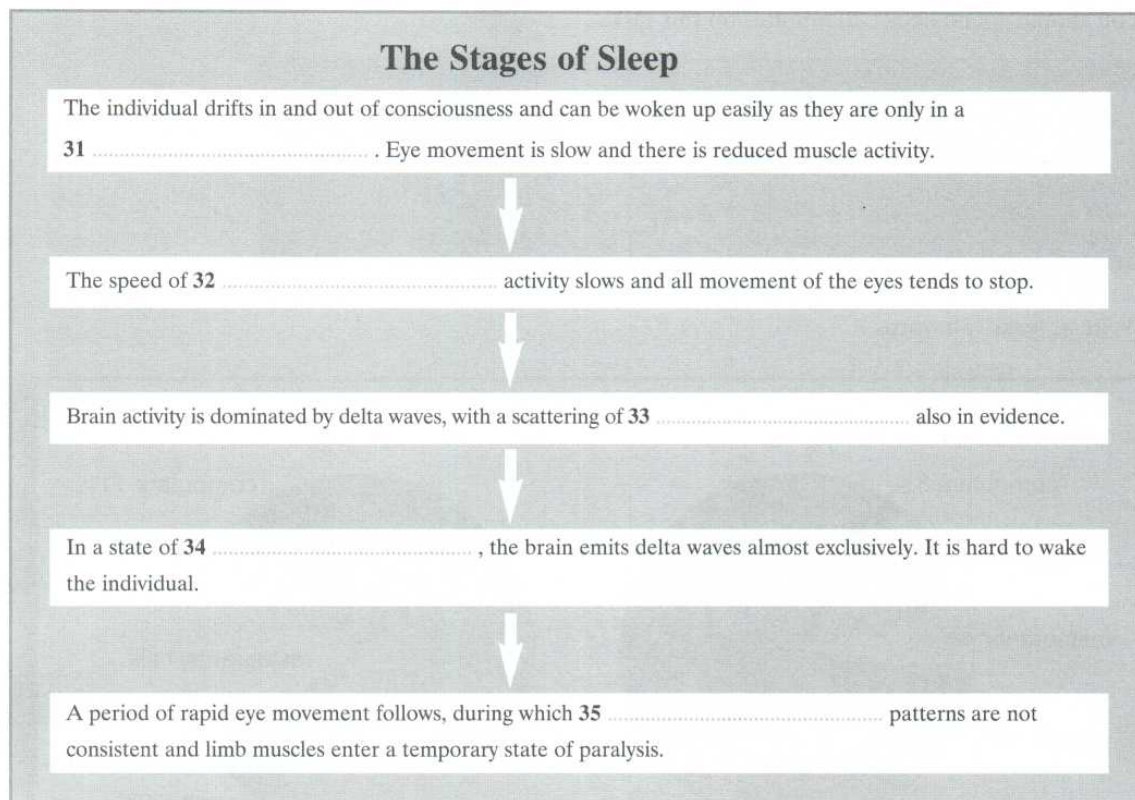 The Stages of Sleep
The individual drifts in and out of consciousness and can be woken up easily as they are only in a
31 .................................................. . Eye movement is slow and there is reduced muscle activity.
The speed of 32 .................................................. activity slows and all movement of the eyes tends to stop.
Brain activity is dominated by delta waves, with a scattering of 33 .................................................. also in evidence.
In a state of 34 .................................................. , the brain emits delta waves almost exclusively. It is hard to wake
the individual.
A period of rapid eye movement follows, during which 35 .................................................. patterns are not
consistent and limb muscles enter a temporary state of paralysis.